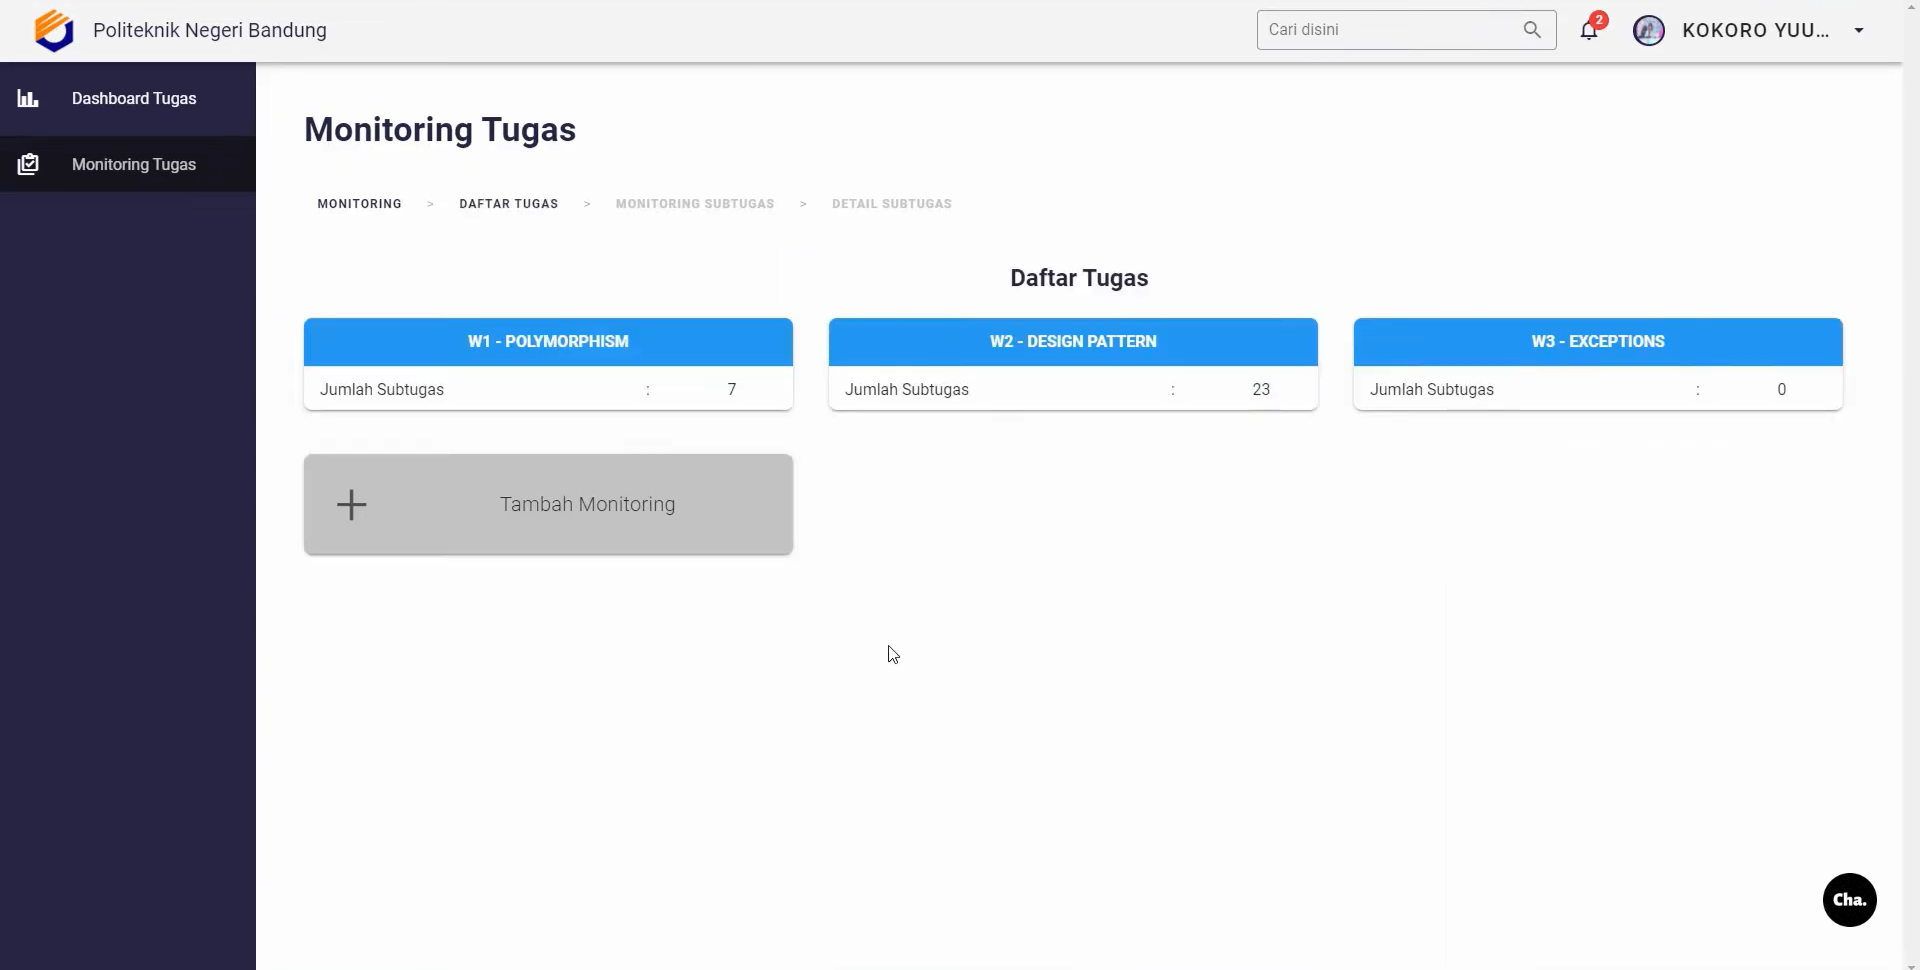 Politeknik Negeri Bandung
Cari disini
2
KOKORO YUU...
Dashboard Tugas
Monitoring Tugas
Monitoring Tugas
MONITORING > DAFTAR TUGAS > MONITORING SUBTUGAS > DETAIL SUBTUGAS
Daftar Tugas
W1 - POLYMORPHISM
Jumlah Subtugas : 7
W2 - DESIGN PATTERN
Jumlah Subtugas : 23
W3 - EXCEPTIONS
Jumlah Subtugas : 0
Tambah Monitoring
Cha.